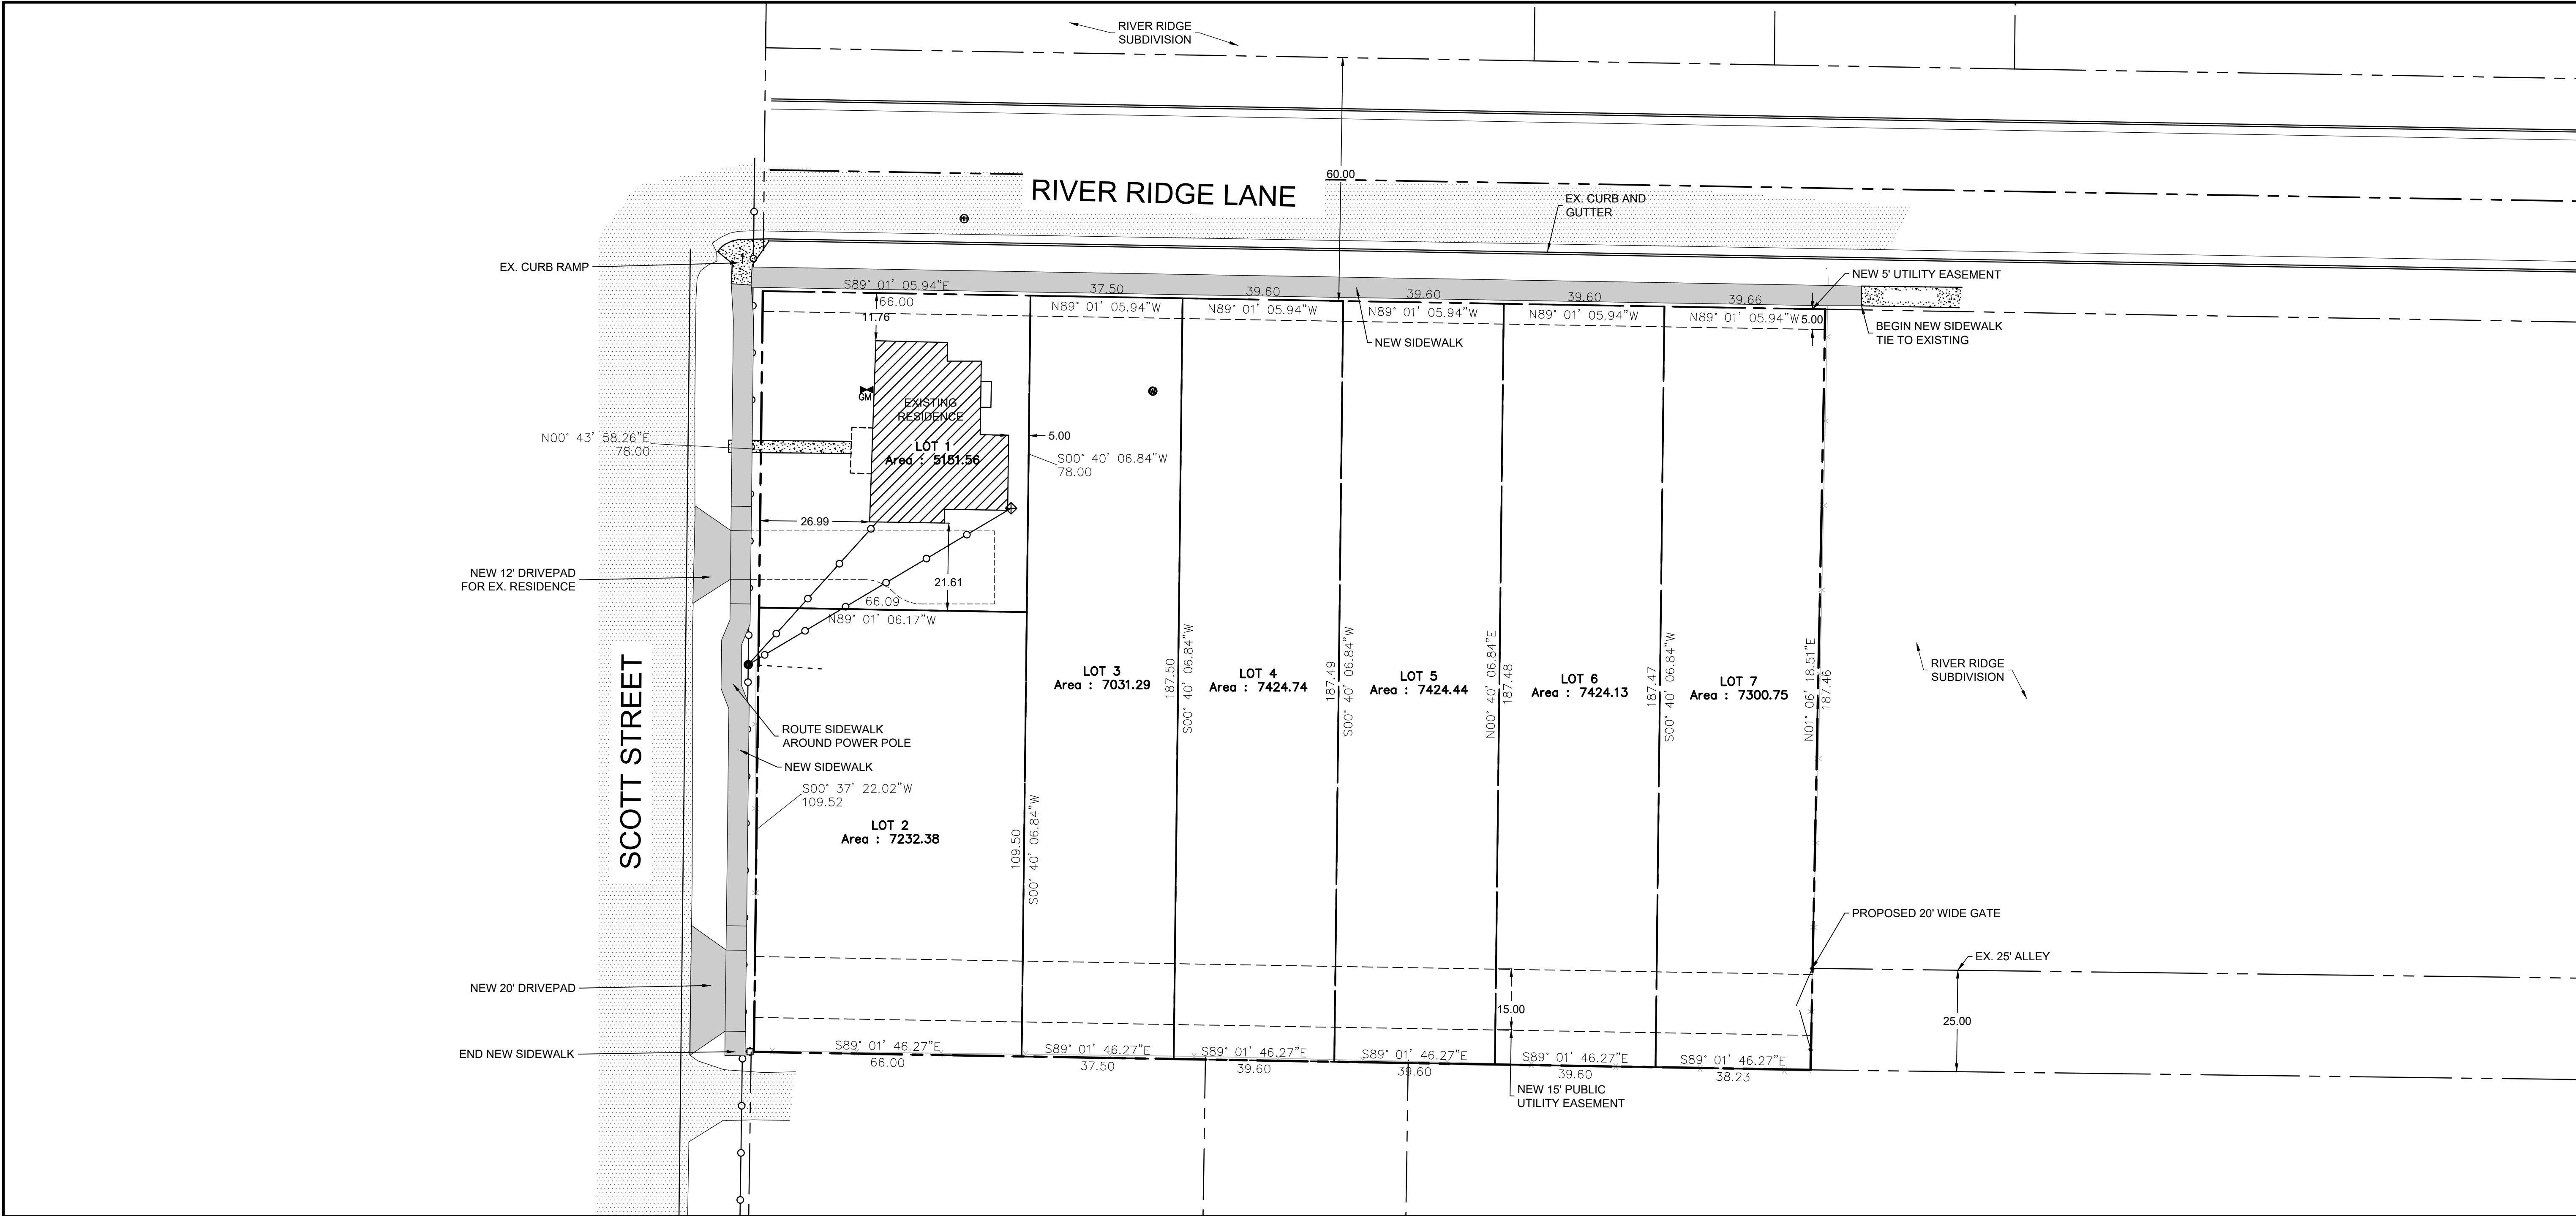 RIVER RIDGE
SUBDIVISION
RIVER RIDGE LANE
60.00
EX. CURB AND
GUTTER
EX. CURB RAMP
NEW 5' UTILITY EASEMENT
S89° 01' 05.94"E
66.00
37.50
N89° 01' 05.94"W
39.60
N89° 01' 05.94"W
39.60
N89° 01' 05.94"W
39.60
N89° 01' 05.94"W
39.66
N89° 01' 05.94"W
5.00
11.76
NEW SIDEWALK
BEGIN NEW SIDEWALK
TIE TO EXISTING
GM
EXISTING
RESIDENCE
LOT 1
Area : 5151.56
N00° 43' 58.26"E
78.00
5.00
S00° 40' 06.84"W
78.00
26.99
21.61
NEW 12' DRIVEPAD
FOR EX. RESIDENCE
66.09
N89° 01' 06.17"W
SCOTT STREET
LOT 3
Area : 7031.29
187.50
S00° 40' 06.84"W
LOT 4
Area : 7424.74
187.49
S00° 40' 06.84"W
LOT 5
Area : 7424.44
N00° 40' 06.84"E
187.48
LOT 6
Area : 7424.13
187.47
S00° 40' 06.84"W
LOT 7
Area : 7300.75
N01° 06' 18.51"E
187.46
RIVER RIDGE
SUBDIVISION
ROUTE SIDEWALK
AROUND POWER POLE
NEW SIDEWALK
S00° 37' 22.02"W
109.52
LOT 2
Area : 7232.38
109.50
S00° 40' 06.84"W
PROPOSED 20' WIDE GATE
EX. 25' ALLEY
NEW 20' DRIVEPAD
15.00
25.00
END NEW SIDEWALK
S89° 01' 46.27"E
66.00
S89° 01' 46.27"E
37.50
S89° 01' 46.27"E
39.60
S89° 01' 46.27"E
39.60
S89° 01' 46.27"E
39.60
S89° 01' 46.27"E
38.23
NEW 15' PUBLIC
UTILITY EASEMENT